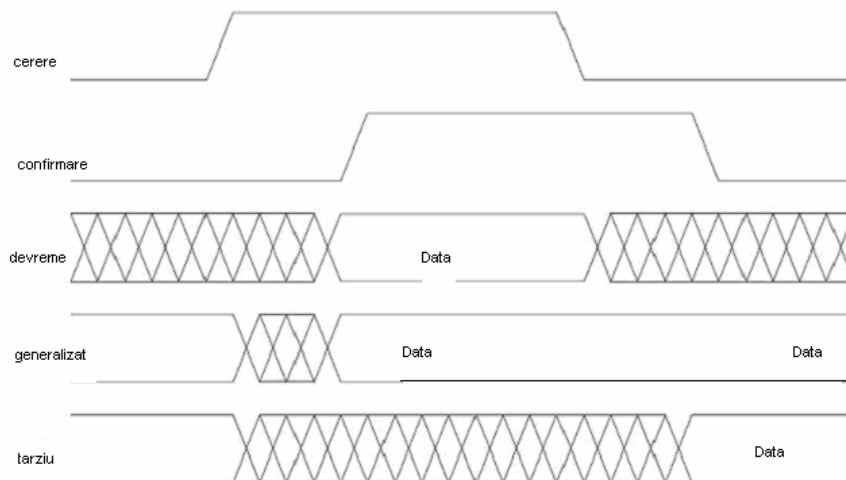 cerere
confirmare
devreme
Data
generalizat
Data
Data
tarziu
Data